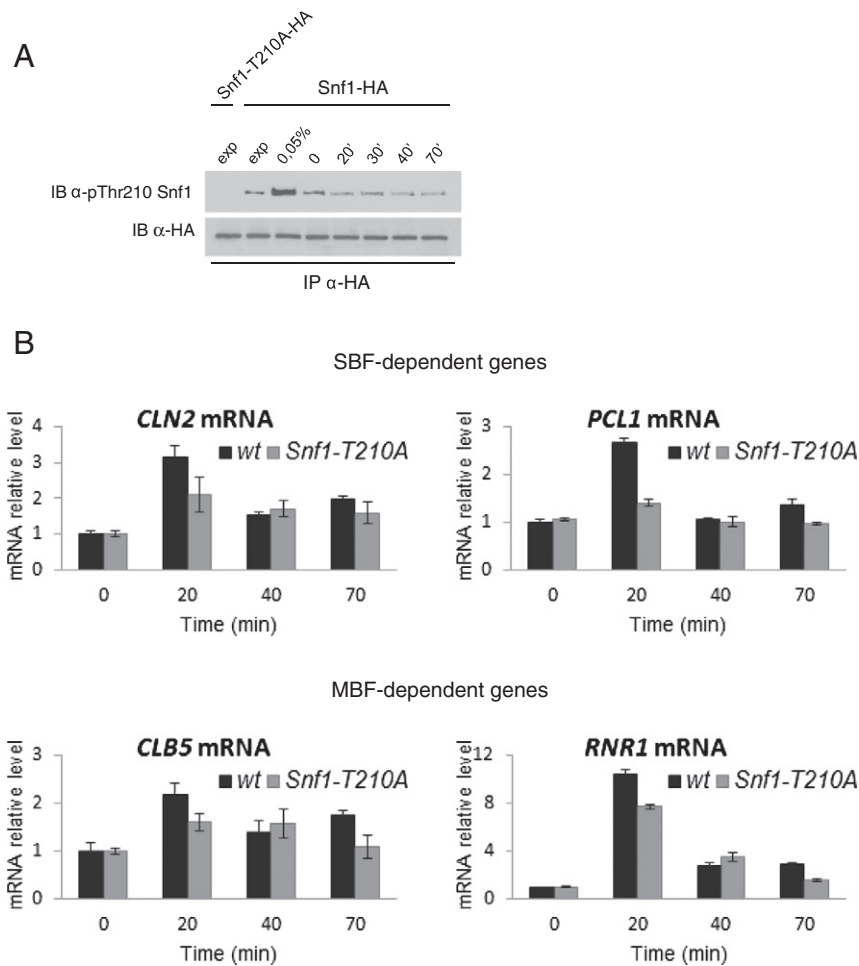 A
Snf1-T210A-HA
Snf1-HA
exp exp 0,05% 0 20' 30' 40' 70'
IB α-pThr210 Snf1
IB α-HA
IP α-HA
B
SBF-dependent genes
CLN2 mRNA
wt Snf1-T210A
mRNA relative level
4
3
2
1
0
0 20 40 70
Time (min)
PCL1 mRNA
wt Snf1-T210A
mRNA relative level
3
2
1
0
0 20 40 70
Time (min)
MBF-dependent genes
CLB5 mRNA
wt Snf1-T210A
mRNA relative level
3
2
1
0
0 20 40 70
Time (min)
RNR1 mRNA
wt Snf1-T210A
mRNA relative level
12
8
4
0
0 20 40 70
Time (min)